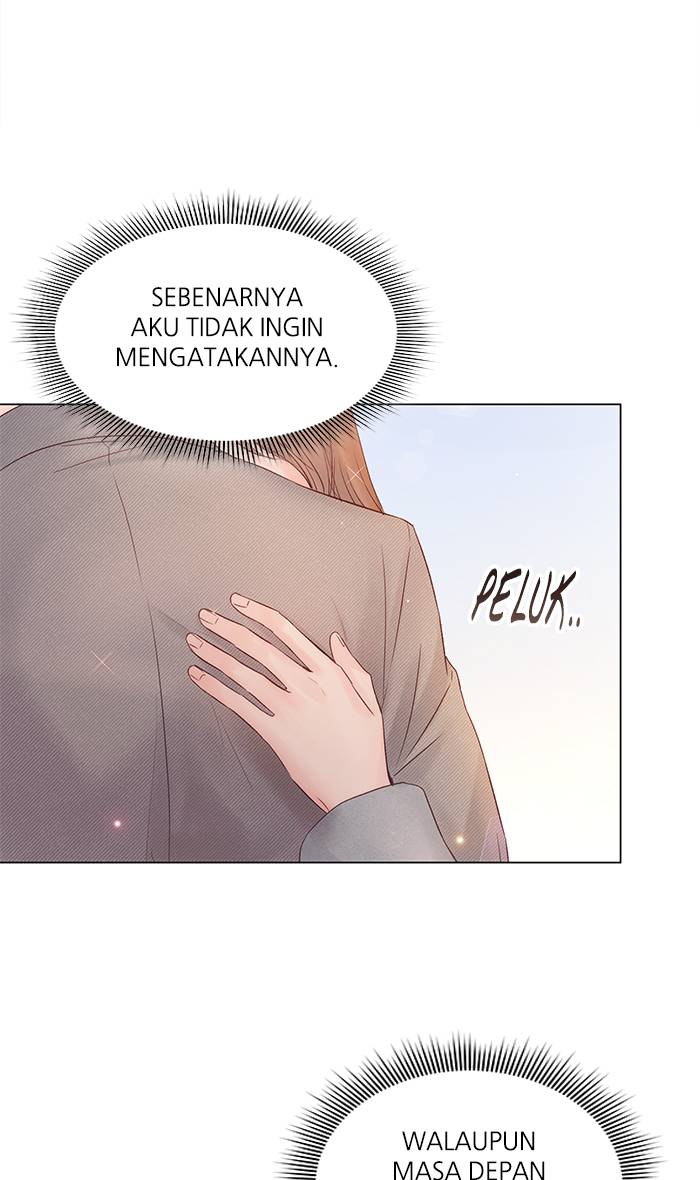 SEBENARNYA
AKU TIDAK INGIN
MENGATAKANNYA.
PELUK..
WALAUPUN
MASA DEPAN